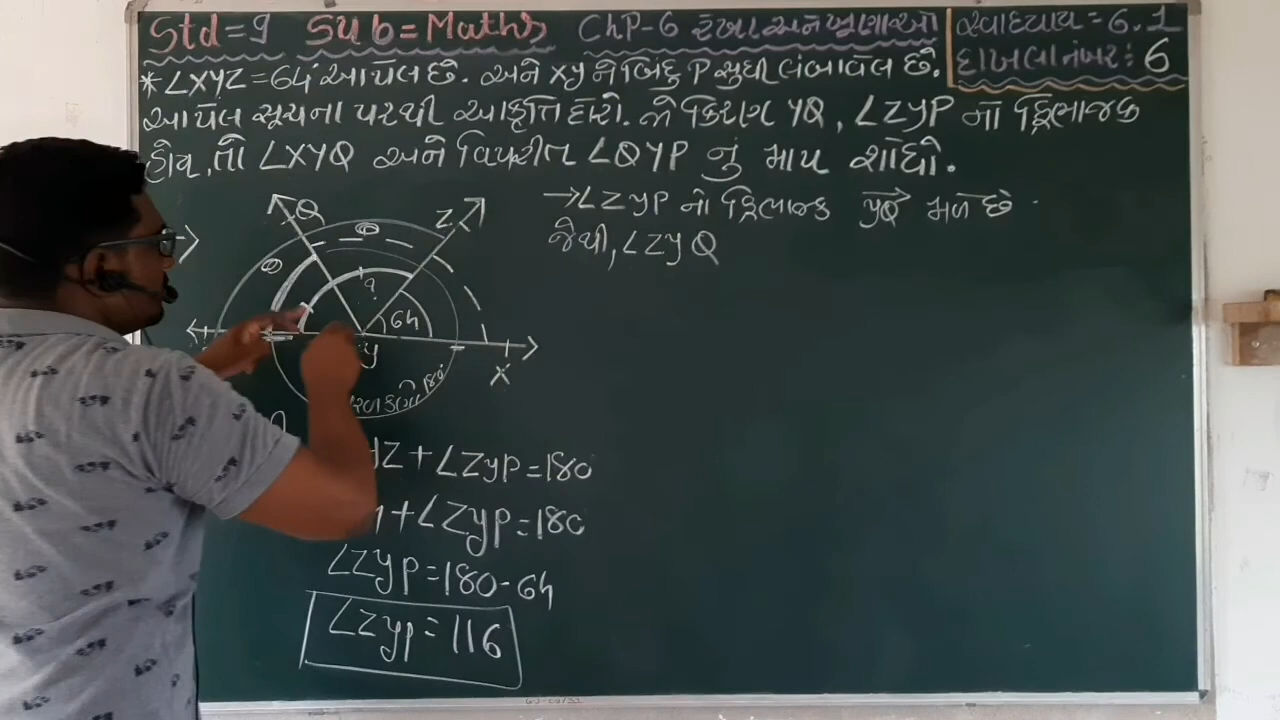 Std=9 Sub=Maths ChP-6 રેખા અને ખૂણાઓ
સ્વાધ્યાય = 6.1
દાખલા નંબર: 6
* ∠XYZ = 64° આપેલ છે. અને XY ને બિંદુ P સુધી લંબાવેલ છે.
આપેલ સૂચના પરથી આકૃતિ દોરો. જો કિરણ YQ, ∠ZYP નો દ્વિભાજક
હોય, તો ∠XYQ અને વિપરીત ∠QYP નું માપ શોધો.
→∠ZYP નો દ્વિભાજક YQ મળે છે.
જેથી, ∠ZYQ
Q
Z
?
64
Y
X
180
YZ + ∠ZYP = 180
+ ∠ZYP = 180
∠ZYP = 180 - 64
∠ZYP = 116